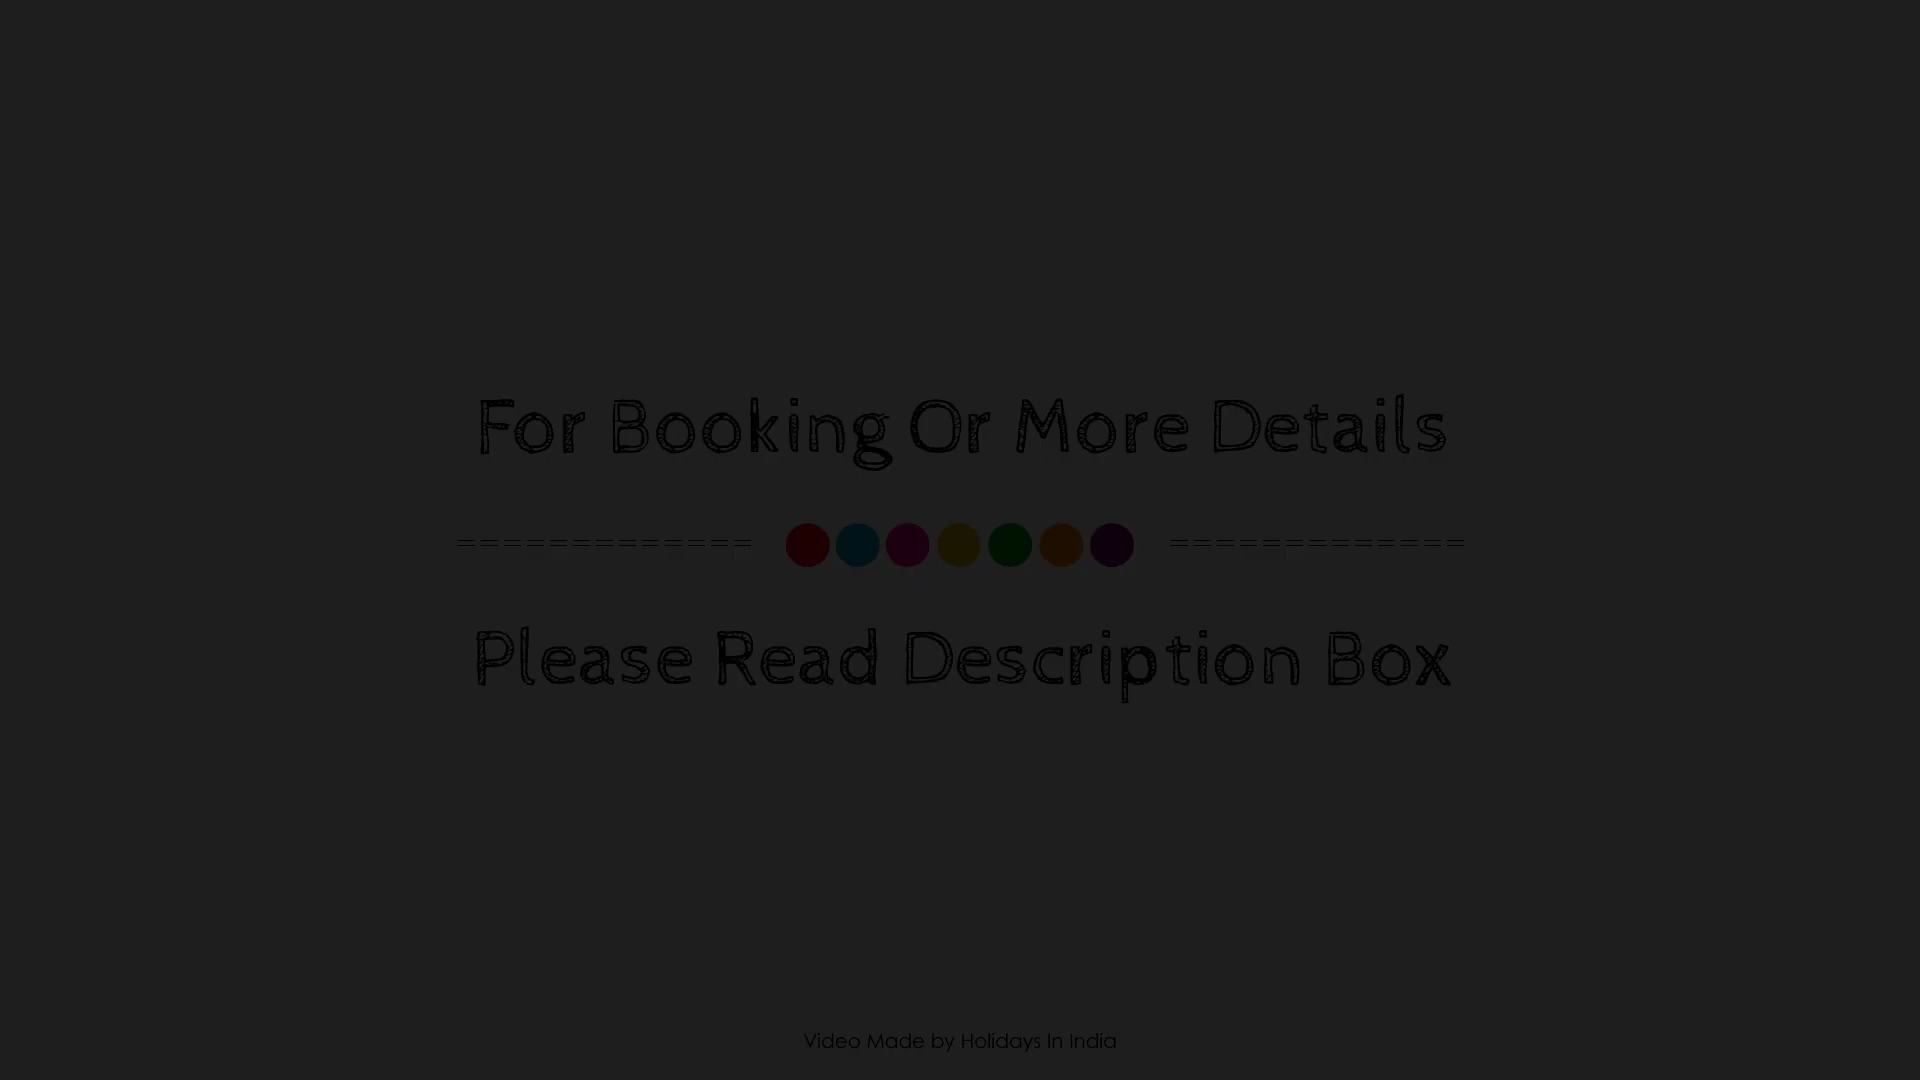 For Booking Or More Details
============= =============
Please Read Description Box
Video Made by Holidays In India